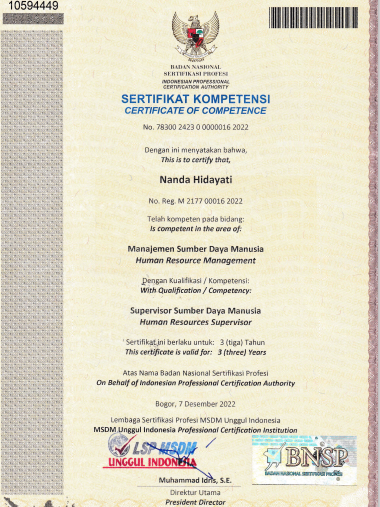 10594449
BADAN NASIONAL
SERTIFIKASI PROFESI
INDONESIAN PROFESSIONAL
CERTIFICATION AUTHORITY
SERTIFIKAT KOMPETENSI
CERTIFICATE OF COMPETENCE
No. 78300 2423 0 0000016 2022
Dengan ini menyatakan bahwa,
This is to certify that,
Nanda Hidayati
No. Reg. M 2177 00016 2022
Telah kompeten pada bidang:
Is competent in the area of:
Manajemen Sumber Daya Manusia
Human Resource Management
Dengan Kualifikasi / Kompetensi:
With Qualification / Competency:
Supervisor Sumber Daya Manusia
Human Resources Supervisor
Sertifikat ini berlaku untuk: 3 (tiga) Tahun
This certificate is valid for: 3 (three) Years
Atas Nama Badan Nasional Sertifikasi Profesi
On Behalf of Indonesian Professional Certification Authority
Bogor, 7 Desember 2022
Lembaga Sertifikasi Profesi MSDM Unggul Indonesia
MSDM Unggul Indonesia Professional Certification Institution
LSP MSDM
UNGGUL INDONESIA
BNSP
BADAN NASIONAL SERTIFIKASI PROFESI
Muhammad Idris, S.E.
Direktur Utama
President Director